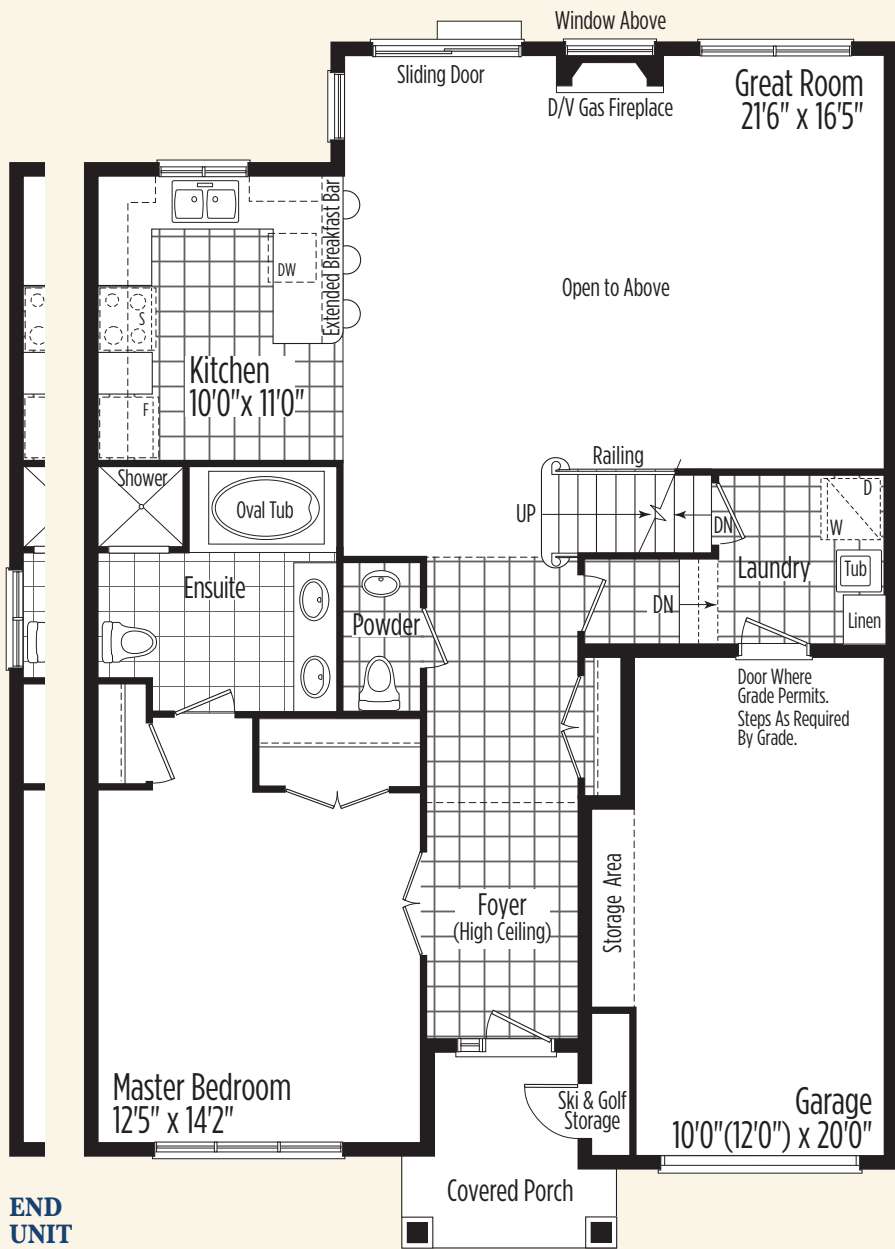 Window Above
Sliding Door
D/V Gas Fireplace
Great Room
21'6" x 16'5"
Extended Breakfast Bar
DW
Open to Above
S
Kitchen
10'0"x 11'0"
F
Shower
Oval Tub
Railing
UP
DN
D
W
Laundry
Tub
Linen
Ensuite
Powder
DN
Door Where
Grade Permits.
Steps As Required
By Grade.
Storage Area
Foyer
(High Ceiling)
Master Bedroom
12'5" x 14'2"
Ski & Golf
Storage
Garage
10'0"(12'0") x 20'0"
Covered Porch
END
UNIT